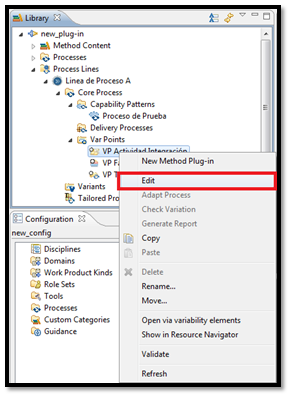 Library
new_plug-in
Method Content
Processes
Process Lines
Linea de Proceso A
Core Process
Capability Patterns
Proceso de Prueba
Delivery Processes
Var Points
VP Actividad Integración
VP Fa
VP T
Variants
Tailored Pro
New Method Plug-in
Edit
Adapt Process
Check Variation
Generate Report
Copy
Paste
Delete
Rename...
Move...
Open via variability elements
Show in Resource Navigator
Validate
Refresh
Configuration
new_config
Disciplines
Domains
Work Product Kinds
Role Sets
Tools
Processes
Custom Categories
Guidance